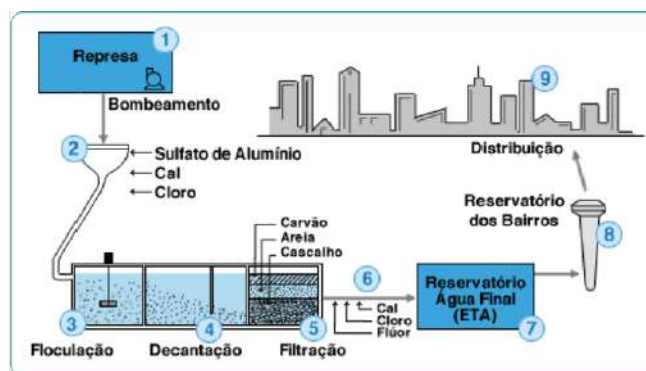 1
Represa
Bombeamento
2
Sulfato de Alumínio
Cal
Cloro
9
Distribuição
Reservatório
dos Bairros
8
Carvão
Areia
Cascalho
3
4
5
Floculação
Decantação
Filtração
6
Cal
Cloro
Flúor
Reservatório
Água Final
(ETA)
7